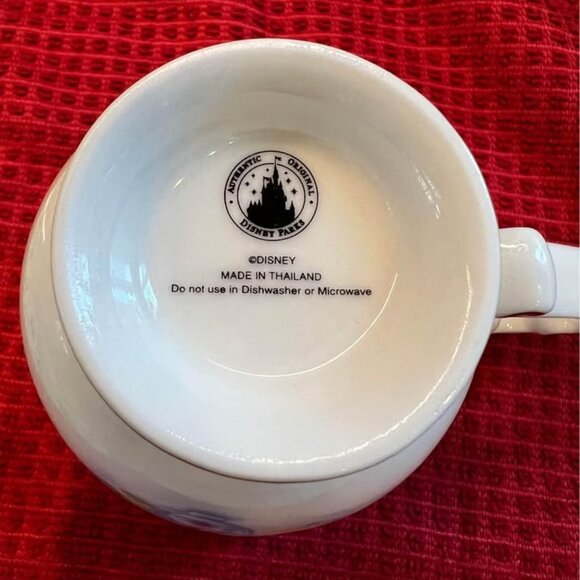 AUTHENTIC ORIGINAL
DISNEY PARKS
©DISNEY
MADE IN THAILAND
Do not use in Dishwasher or Microwave